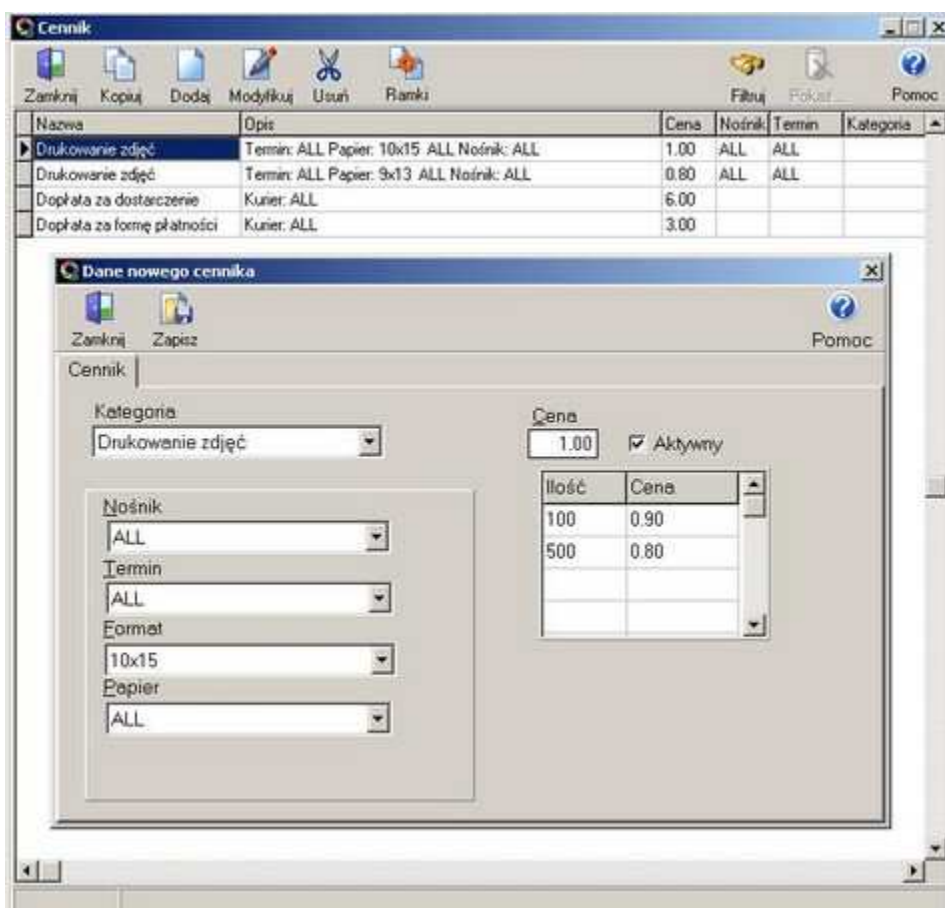 Cennik
Zamknij Kopiuj Dodaj Modyfikuj Usuń Ramki Filtruj Pokaż... Pomoc
Nazwa Opis Cena Nośnik Termin Kategoria
Drukowanie zdjęć Termin: ALL Papier: 10x15 ALL Nośnik: ALL 1.00 ALL ALL
Drukowanie zdjęć Termin: ALL Papier: 9x13 ALL Nośnik: ALL 0.80 ALL ALL
Dopłata za dostarczenie Kurier: ALL 6.00
Dopłata za formę płatności Kurier: ALL 3.00
Dane nowego cennika
Zamknij Zapisz Pomoc
Cennik
Kategoria Cena
Drukowanie zdjęć 1.00 Aktywny
Ilość Cena
Nośnik
100 0.90
ALL
500 0.80
Termin
ALL
Format
10x15
Papier
ALL